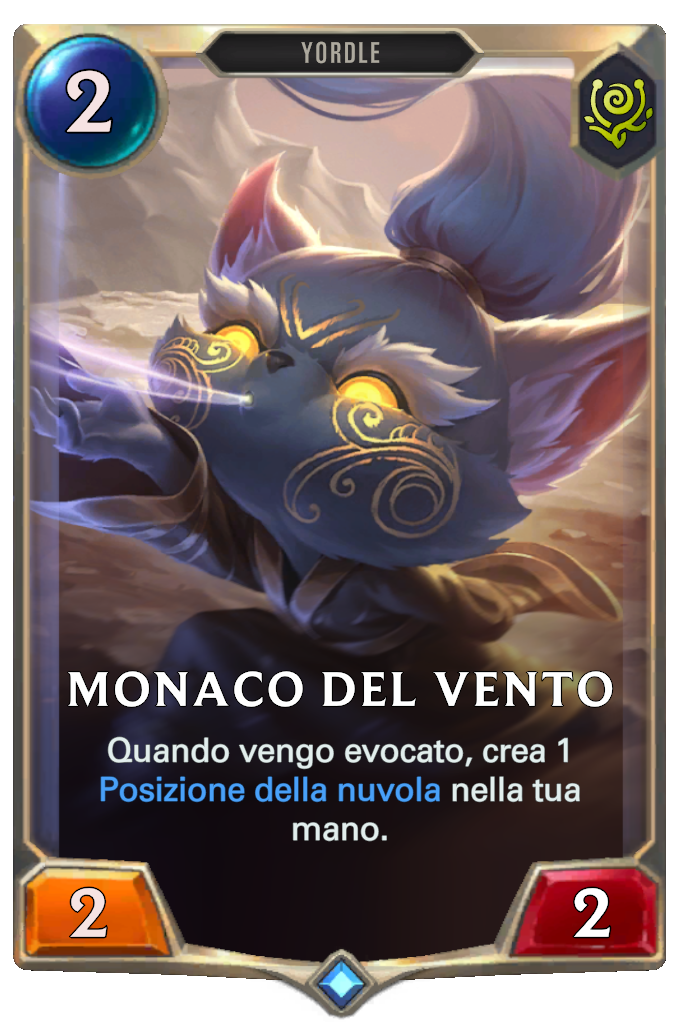 YORDLE
2
MONACO DEL VENTO
Quando vengo evocato, crea 1
Posizione della nuvola nella tua
mano.
2
2